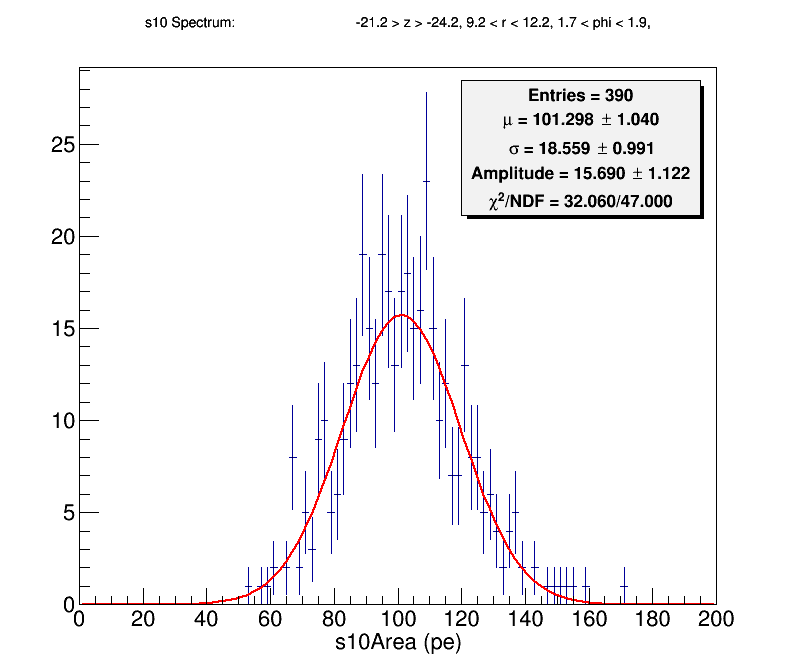 s10 Spectrum: -21.2 > z > -24.2, 9.2 < r < 12.2, 1.7 < phi < 1.9,
Entries = 390
μ = 101.298 ± 1.040
σ = 18.559 ± 0.991
Amplitude = 15.690 ± 1.122
χ²/NDF = 32.060/47.000
25
20
15
10
5
0
0 20 40 60 80 100 120 140 160 180 200
s10Area (pe)